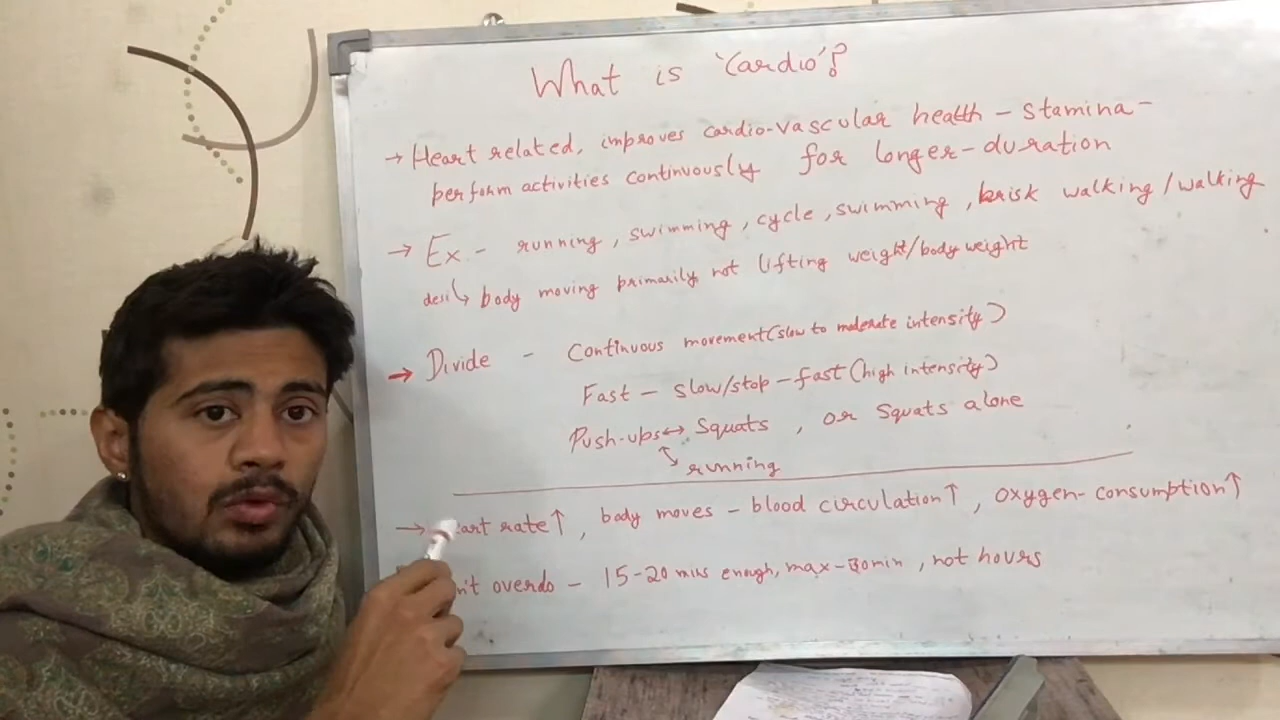 What is 'Cardio'?
→ Heart related, improves cardio-vascular health - stamina -
perform activities continuously for longer-duration
→ Ex - running, swimming, cycle, swimming, brisk walking/walking
↳ body moving primarily not lifting weight/body weight
→ Divide - Continuous movement (slow to moderate intensity)
Fast - slow/stop - fast (high intensity)
Push-ups ↔ Squats, or Squats alone
running
→ art rate↑, body moves - blood circulation↑, oxygen-consumption↑
n't overdo - 15-20 mins enough, max-30min, not hours